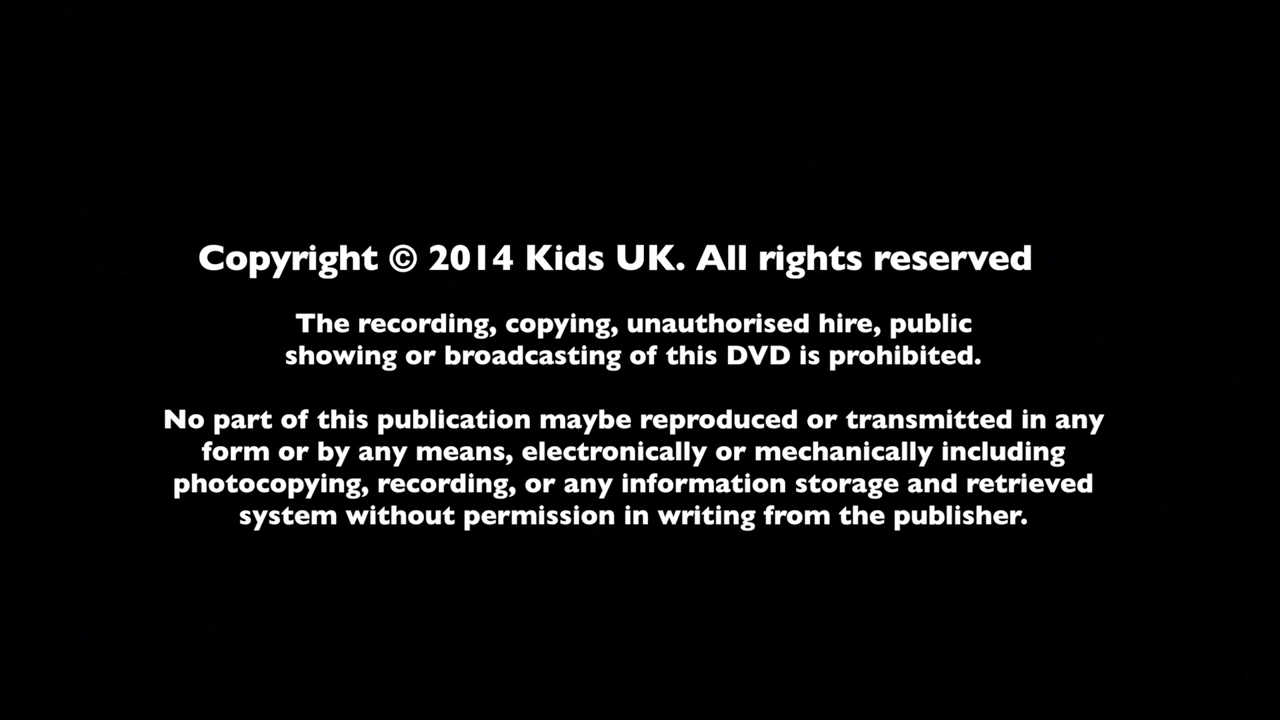 Copyright © 2014 Kids UK. All rights reserved
The recording, copying, unauthorised hire, public
showing or broadcasting of this DVD is prohibited.
No part of this publication maybe reproduced or transmitted in any
form or by any means, electronically or mechanically including
photocopying, recording, or any information storage and retrieved
system without permission in writing from the publisher.